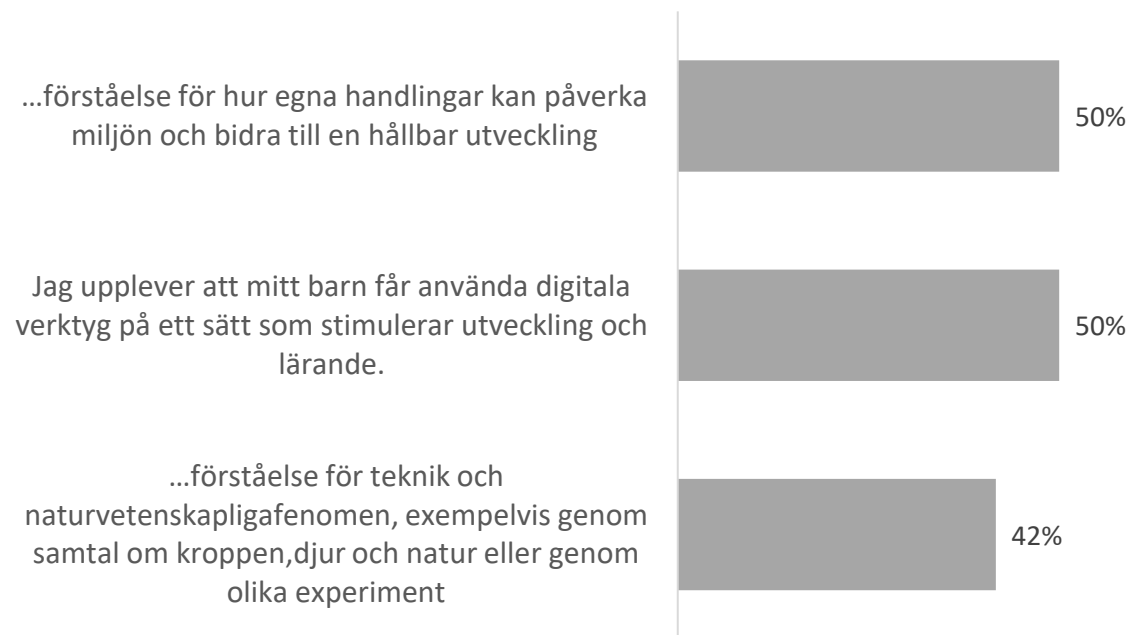 ...förståelse för hur egna handlingar kan påverka
miljön och bidra till en hållbar utveckling
50%
Jag upplever att mitt barn får använda digitala
verktyg på ett sätt som stimulerar utveckling och
lärande.
50%
...förståelse för teknik och
naturvetenskapligafenomen, exempelvis genom
samtal om kroppen,djur och natur eller genom
olika experiment
42%